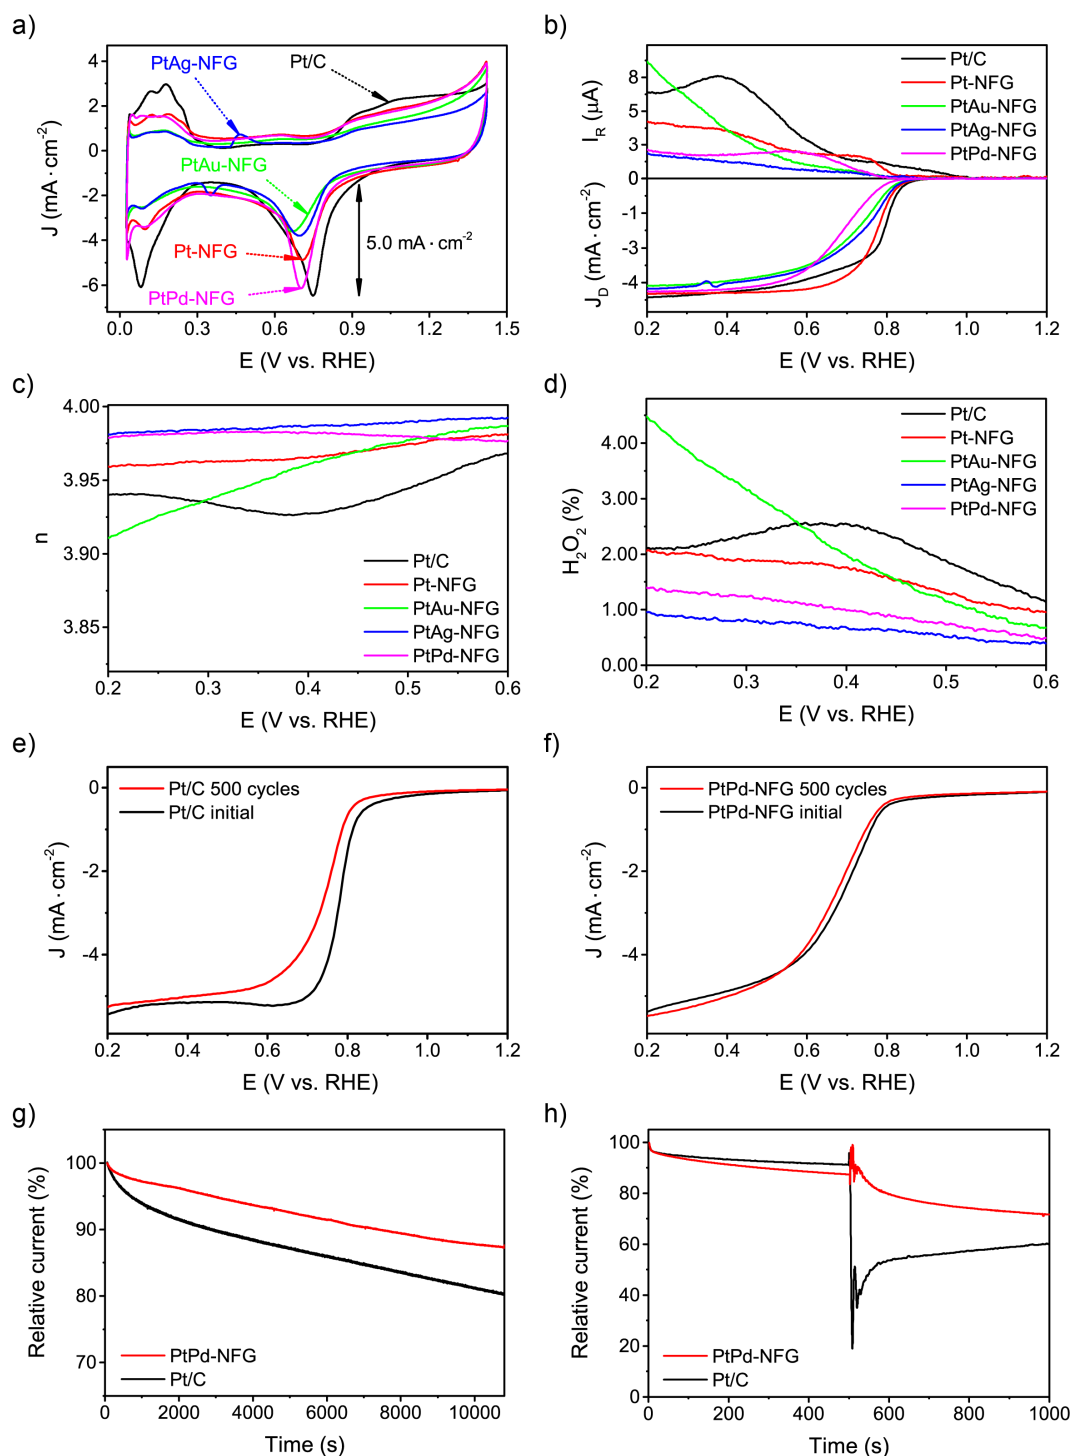 a)
PtAg-NFG
Pt/C
PtAu-NFG
Pt-NFG
PtPd-NFG
5.0 mA · cm-2
4
2
0
-2
-4
-6
J (mA · cm-2)
0.0 0.3 0.6 0.9 1.2 1.5
E (V vs. RHE)
b)
Pt/C
Pt-NFG
PtAu-NFG
PtAg-NFG
PtPd-NFG
8
5
3
0
-1
-3
-4
IR (μA)
JD (mA · cm-2)
0.2 0.4 0.6 0.8 1.0 1.2
E (V vs. RHE)
c)
4.00
3.95
3.90
3.85
n
Pt/C
Pt-NFG
PtAu-NFG
PtAg-NFG
PtPd-NFG
0.2 0.3 0.4 0.5 0.6
E (V vs. RHE)
d)
Pt/C
Pt-NFG
PtAu-NFG
PtAg-NFG
PtPd-NFG
4.00
3.00
2.00
1.00
0.00
H2O2 (%)
0.2 0.3 0.4 0.5 0.6
E (V vs. RHE)
e)
Pt/C 500 cycles
Pt/C initial
0
-2
-4
J (mA · cm-2)
0.2 0.4 0.6 0.8 1.0 1.2
E (V vs. RHE)
f)
PtPd-NFG 500 cycles
PtPd-NFG initial
0
-2
-4
J (mA · cm-2)
0.2 0.4 0.6 0.8 1.0 1.2
E (V vs. RHE)
g)
100
90
80
70
Relative current (%)
PtPd-NFG
Pt/C
0 2000 4000 6000 8000 10000
Time (s)
h)
100
80
60
40
20
0
Relative current (%)
PtPd-NFG
Pt/C
0 200 400 600 800 1000
Time (s)